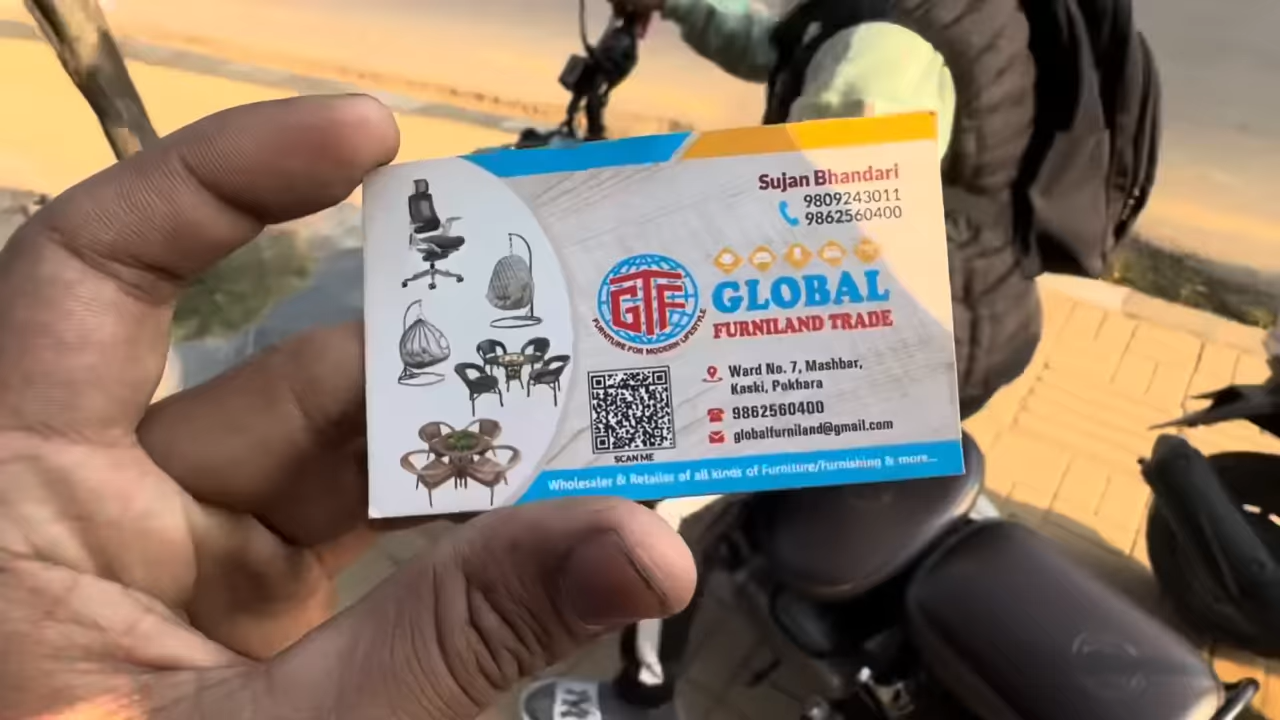 Sujan Bhandari
9809243011
9862560400
GTF
FURNITURE FOR MODERN LIFESTYLE
GLOBAL
FURNILAND TRADE
Ward No. 7, Mashbar,
Kaski, Pokhara
9862560400
globalfurniland@gmail.com
SCAN ME
Wholesaler & Retailer of all kinds of Furniture/Furnishing & more...